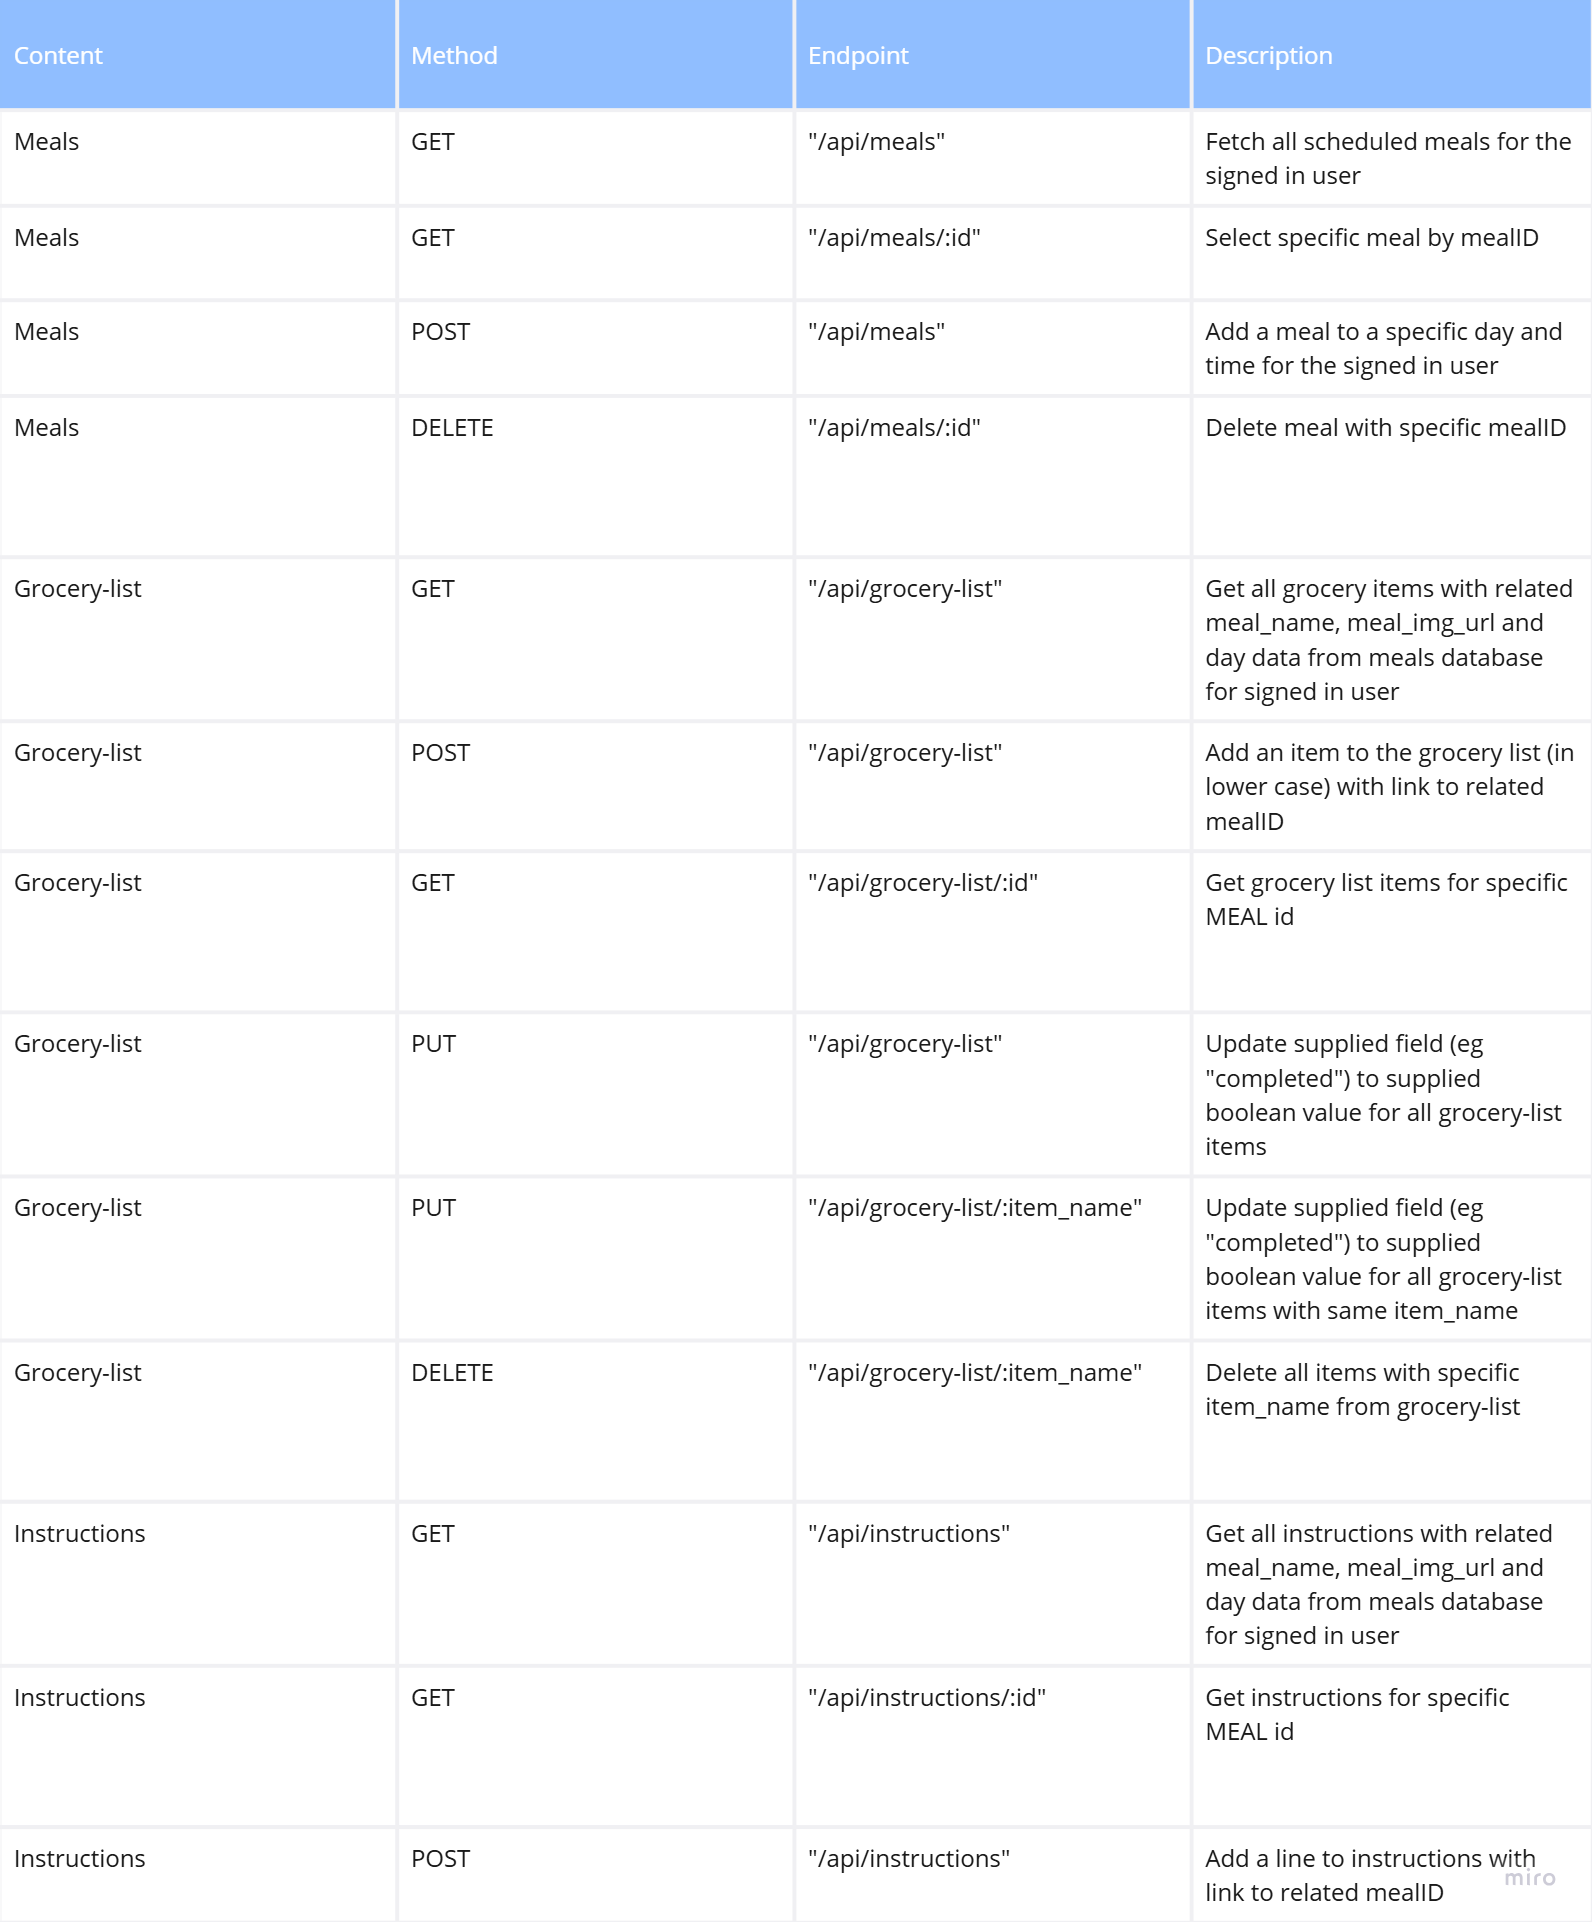 Content Method Endpoint Description
Meals GET "/api/meals" Fetch all scheduled meals for the
signed in user
Meals GET "/api/meals/:id" Select specific meal by mealID
Meals POST "/api/meals" Add a meal to a specific day and
time for the signed in user
Meals DELETE "/api/meals/:id" Delete meal with specific mealID
Grocery-list GET "/api/grocery-list" Get all grocery items with related
meal_name, meal_img_url and
day data from meals database
for signed in user
Grocery-list POST "/api/grocery-list" Add an item to the grocery list (in
lower case) with link to related
mealID
Grocery-list GET "/api/grocery-list/:id" Get grocery list items for specific
MEAL id
Grocery-list PUT "/api/grocery-list" Update supplied field (eg
"completed") to supplied
boolean value for all grocery-list
items
Grocery-list PUT "/api/grocery-list/:item_name" Update supplied field (eg
"completed") to supplied
boolean value for all grocery-list
items with same item_name
Grocery-list DELETE "/api/grocery-list/:item_name" Delete all items with specific
item_name from grocery-list
Instructions GET "/api/instructions" Get all instructions with related
meal_name, meal_img_url and
day data from meals database
for signed in user
Instructions GET "/api/instructions/:id" Get instructions for specific
MEAL id
Instructions POST "/api/instructions" Add a line to instructions with
link to related mealID
miro